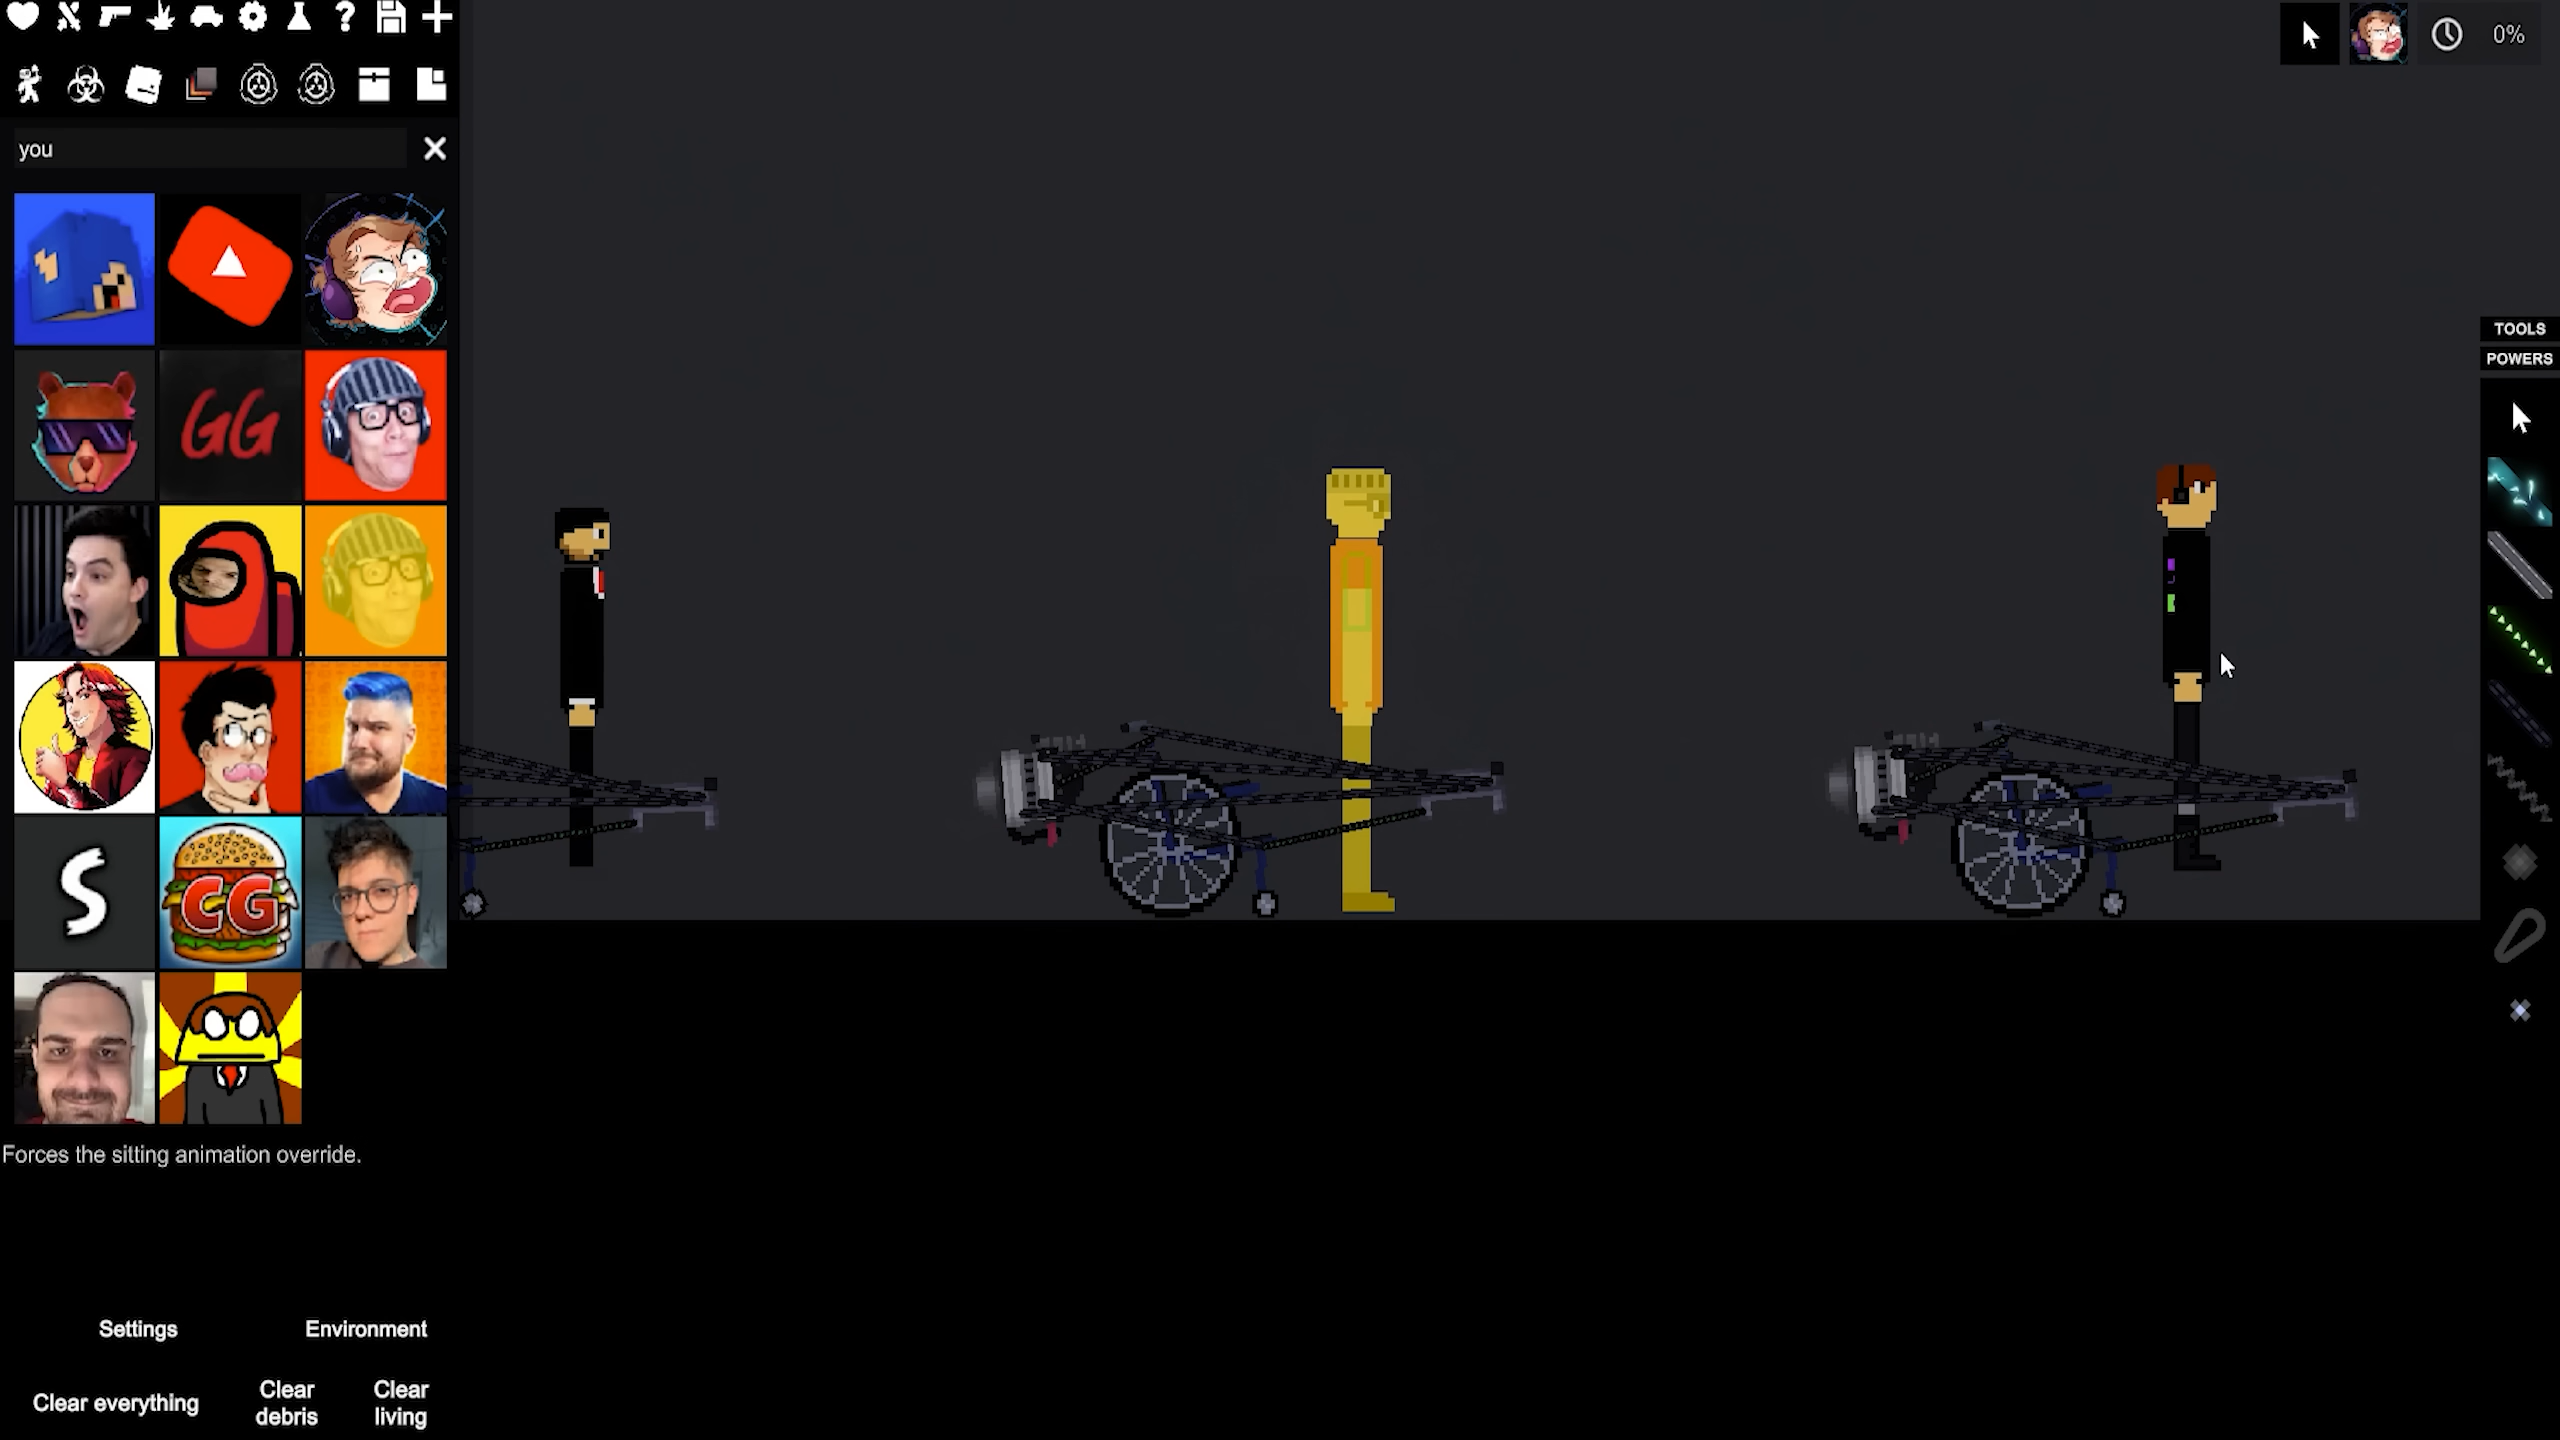 0%
you
TOOLS
POWERS
GG
S
CG
Forces the sitting animation override.
Settings
Environment
Clear everything
Clear
debris
Clear
living